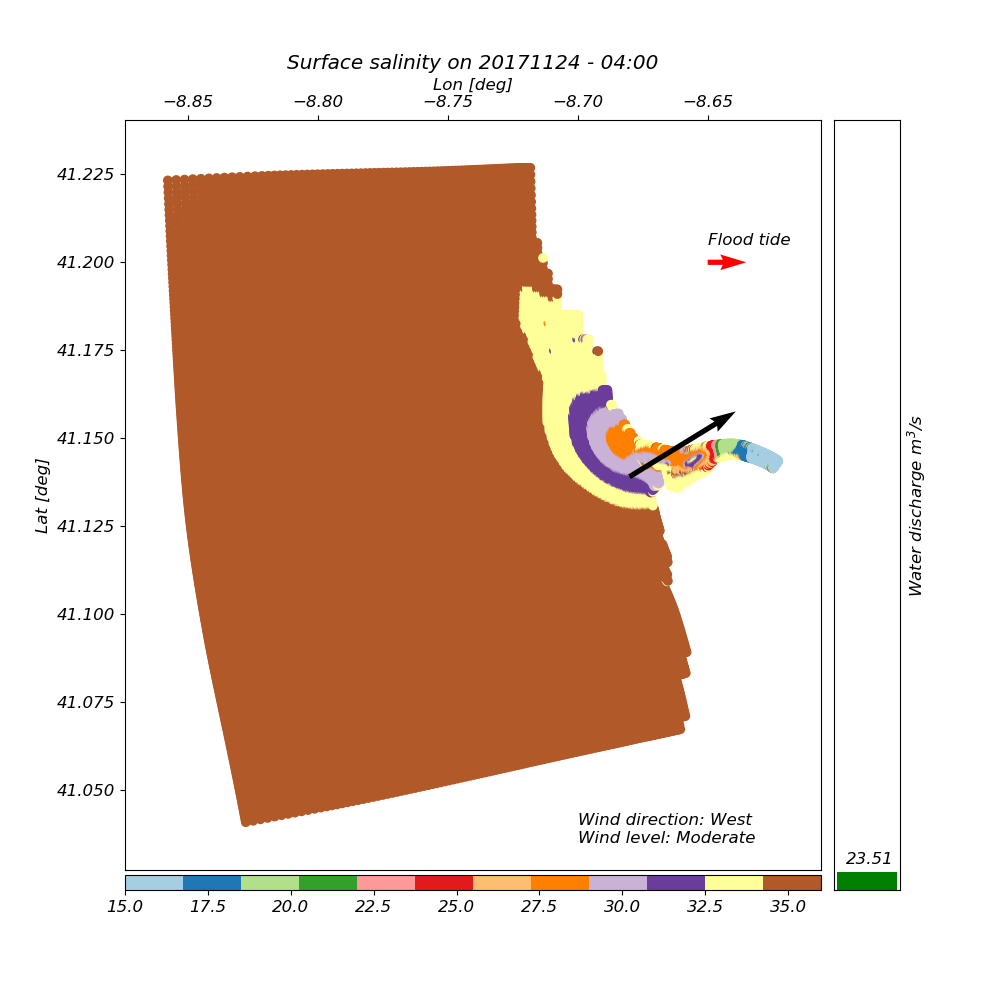 Surface salinity on 20171124 - 04:00
Lon [deg]
−8.85 −8.80 −8.75 −8.70 −8.65
41.225
41.200
41.175
41.150
41.125
41.100
41.075
41.050
Lat [deg]
Flood tide
Wind direction: West
Wind level: Moderate
Water discharge m³/s
23.51
15.0 17.5 20.0 22.5 25.0 27.5 30.0 32.5 35.0